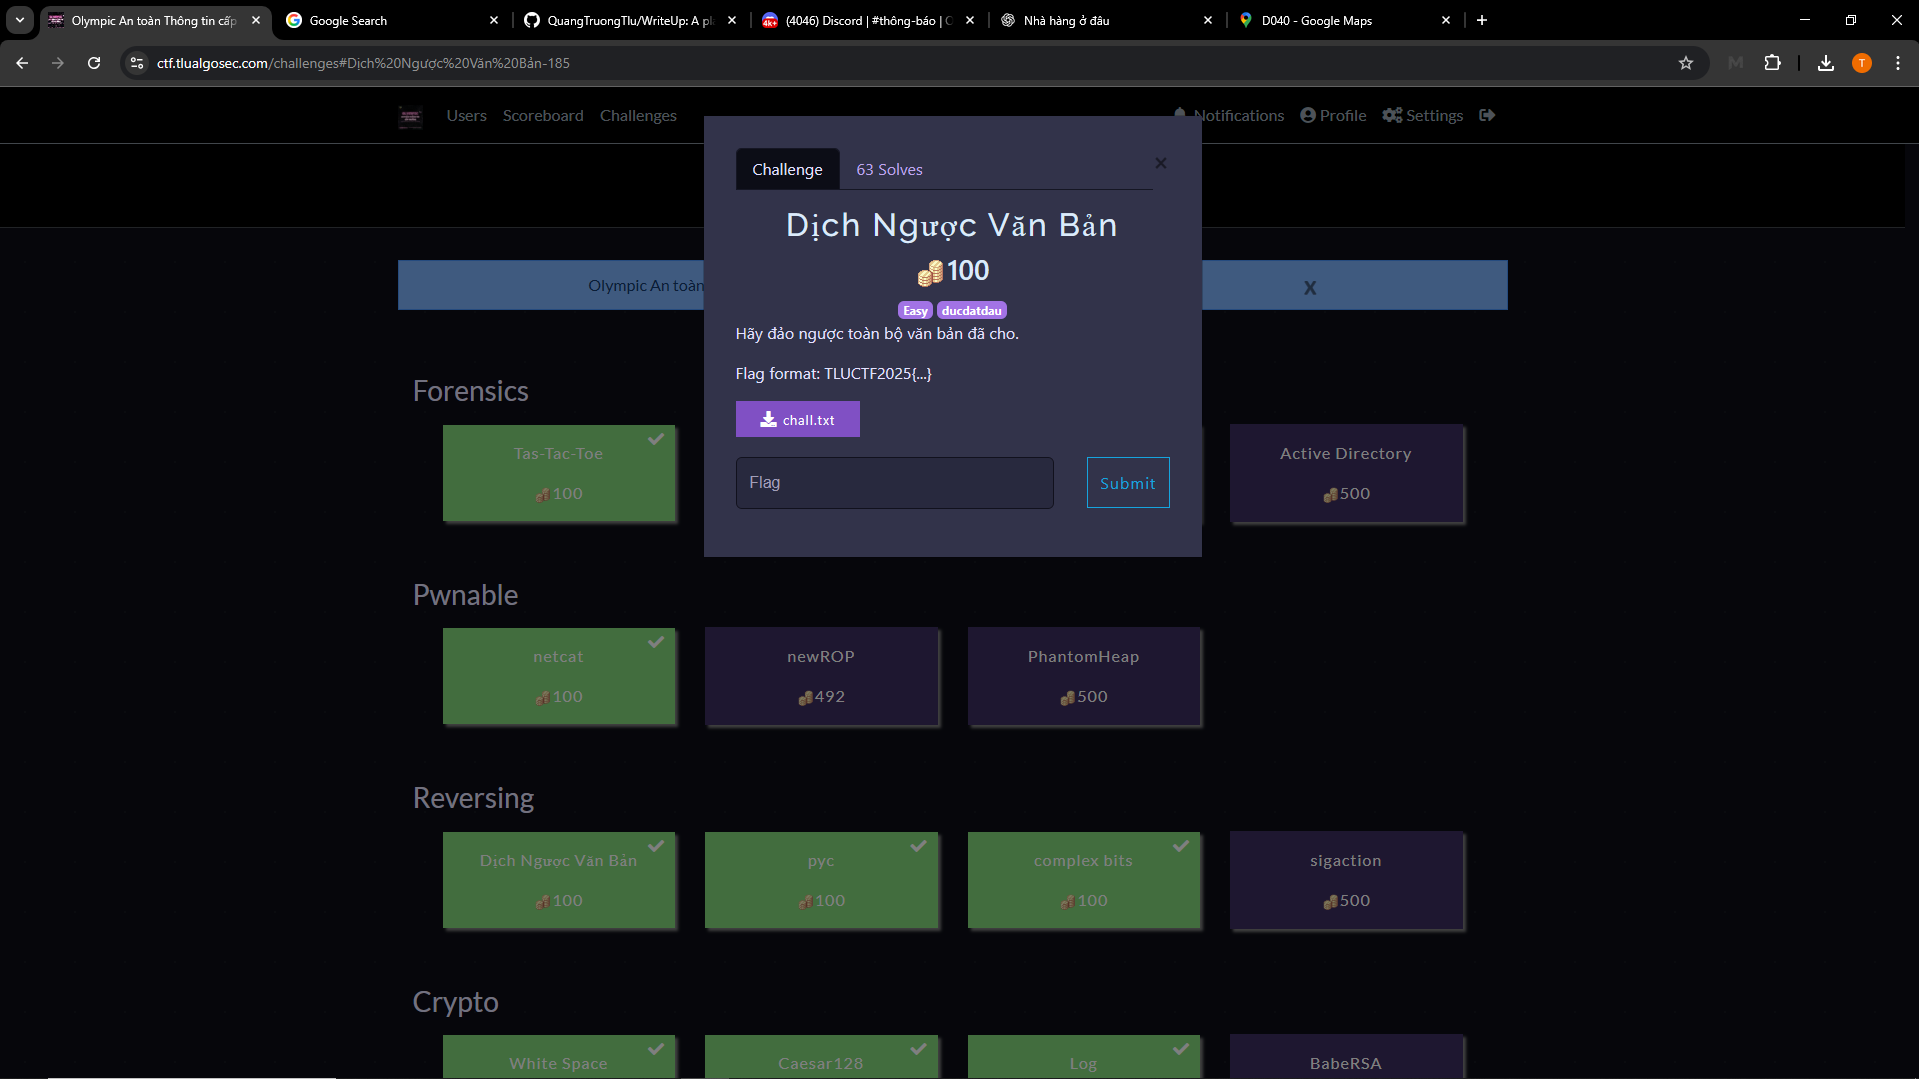 Olympic An toàn Thông tin cấp
Google Search
QuangTruongTlu/WriteUp: A pl
(4046) Discord | #thông-báo | C
Nhà hàng ở đâu
D040 - Google Maps
ctf.tlualgosec.com/challenges#Dịch%20Ngược%20Văn%20Bản-185
T
Users
Scoreboard
Challenges
Notifications
Profile
Settings
Challenge
63 Solves
Dịch Ngược Văn Bản
100
Easy
ducdatdau
Olympic An toàn
X
Hãy đảo ngược toàn bộ văn bản đã cho.
Flag format: TLUCTF2025{...}
chall.txt
Flag
Submit
Forensics
Tas-Tac-Toe
100
Active Directory
500
Pwnable
netcat
100
newROP
492
PhantomHeap
500
Reversing
Dịch Ngược Văn Bản
100
pyc
100
complex bits
100
sigaction
500
Crypto
White Space
Caesar128
Log
BabeRSA